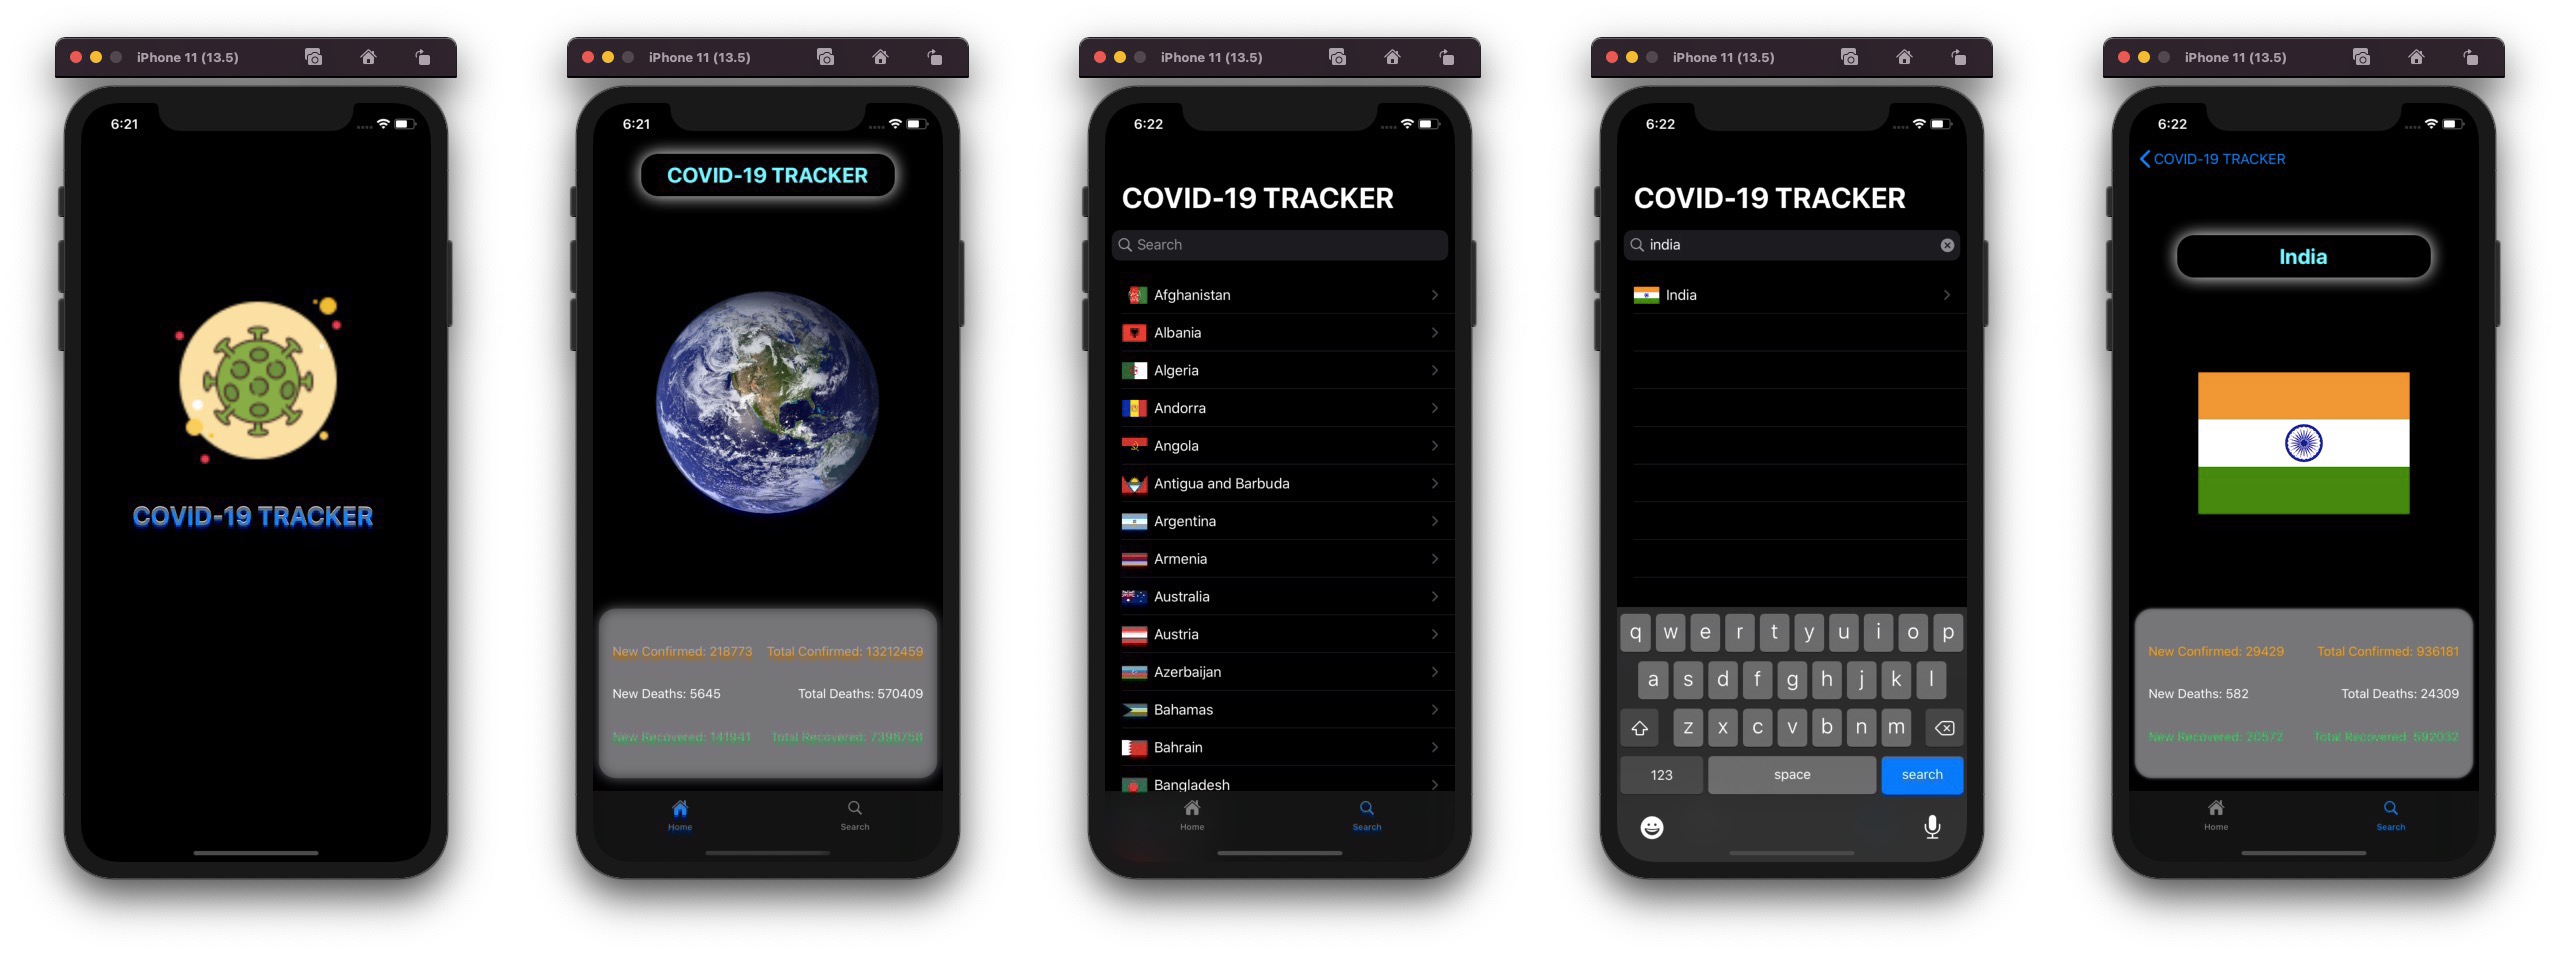 iPhone 11 (13.5)
6:21
COVID-19 TRACKER
iPhone 11 (13.5)
6:21
COVID-19 TRACKER
New Confirmed: 218773 Total Confirmed: 13212459
New Deaths: 5645 Total Deaths: 570409
New Recovered: 141941 Total Recovered: 7398758
Home Search
iPhone 11 (13.5)
6:22
COVID-19 TRACKER
Search
Afghanistan
Albania
Algeria
Andorra
Angola
Antigua and Barbuda
Argentina
Armenia
Australia
Austria
Azerbaijan
Bahamas
Bahrain
Bangladesh
Home Search
iPhone 11 (13.5)
6:22
COVID-19 TRACKER
india
India
q w e r t y u i o p
a s d f g h j k l
z x c v b n m
123 space search
iPhone 11 (13.5)
6:22
COVID-19 TRACKER
India
New Confirmed: 29429 Total Confirmed: 936181
New Deaths: 582 Total Deaths: 24309
New Recovered: 20572 Total Recovered: 592032
Home Search